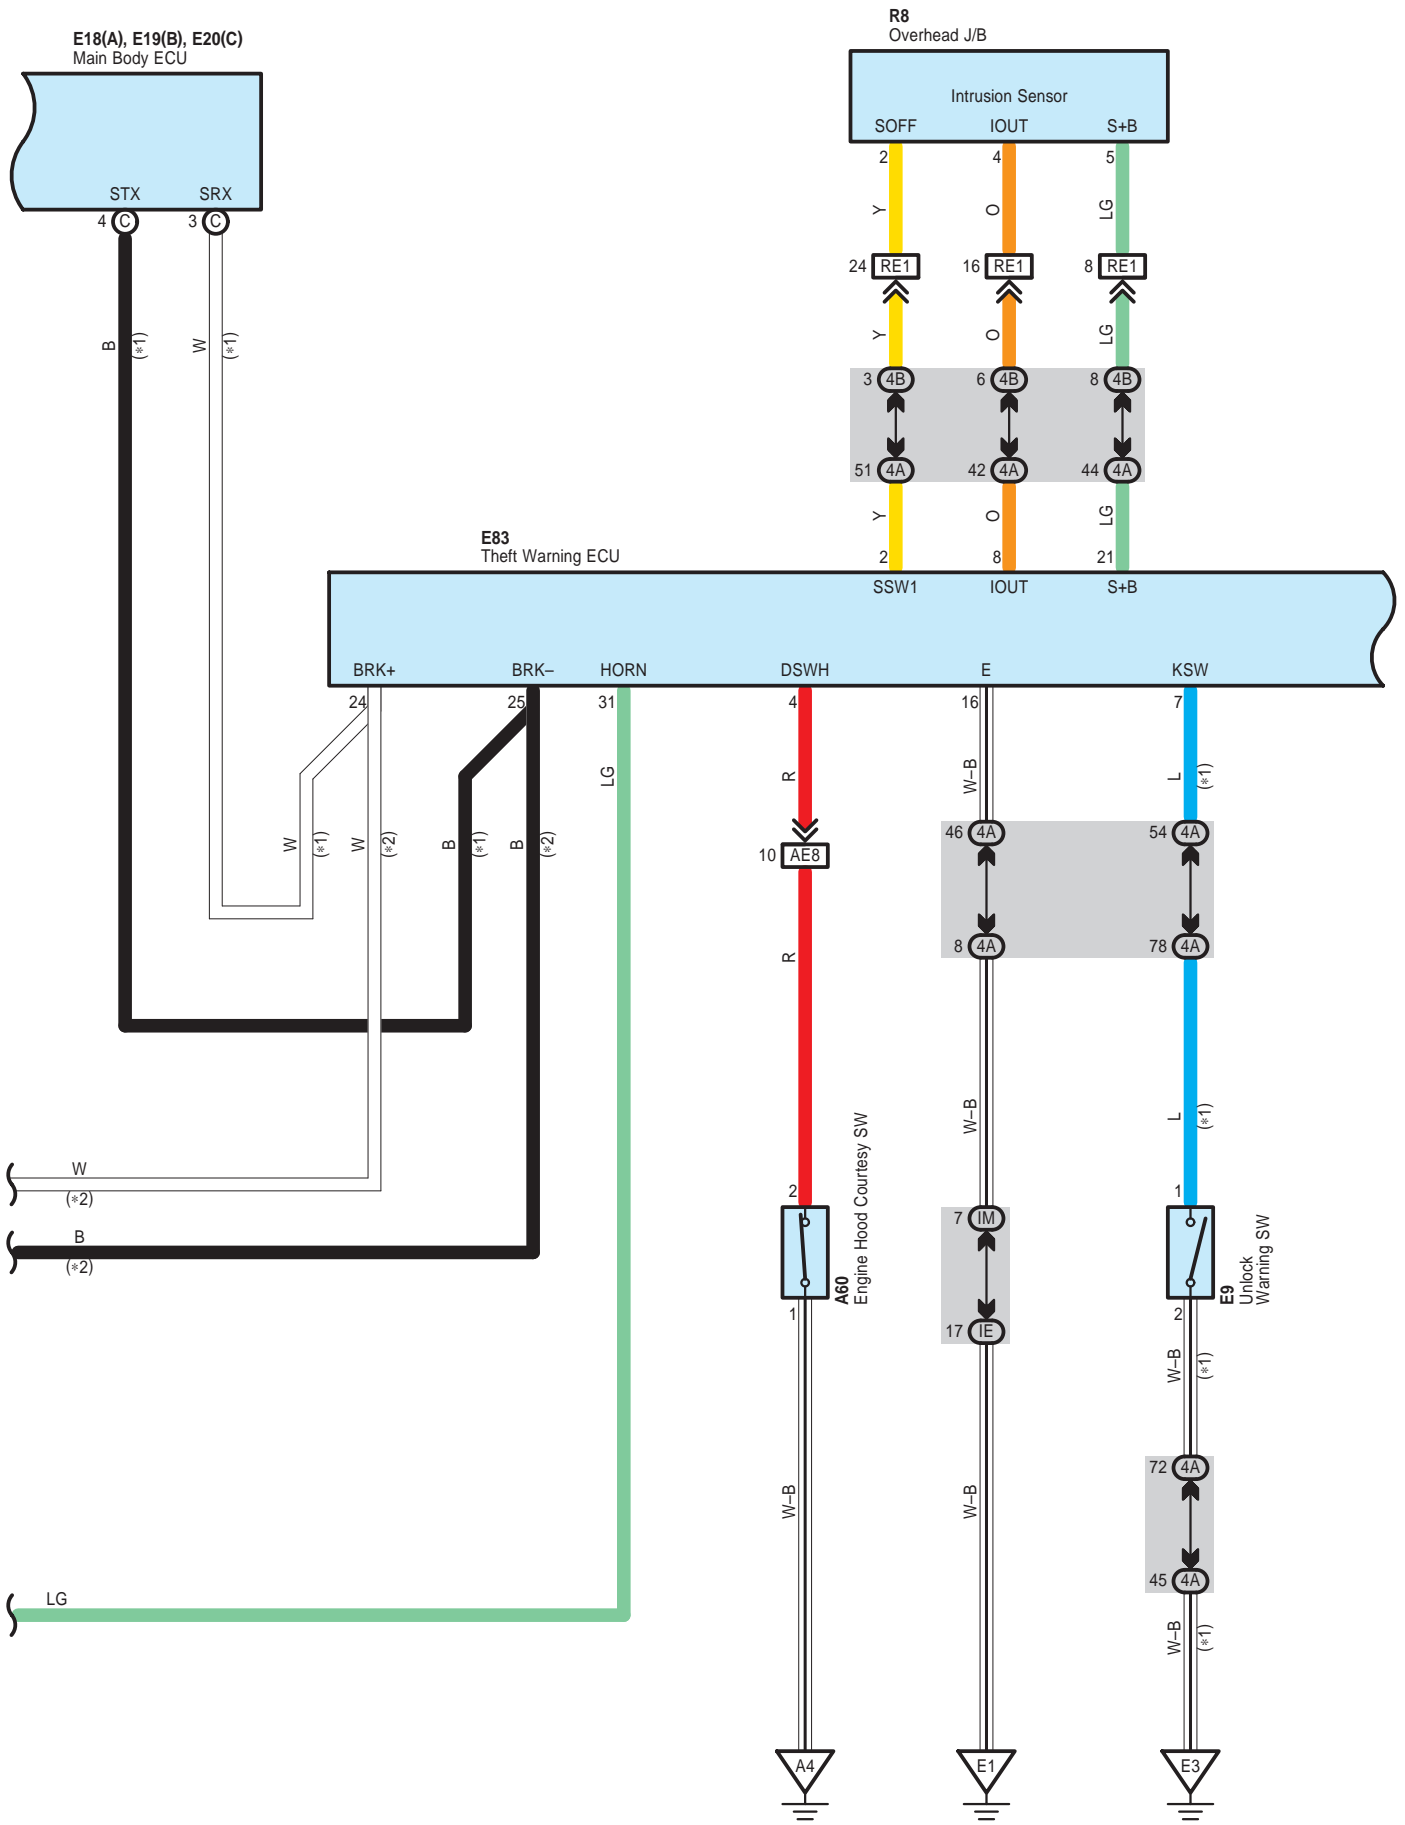 E18(A), E19(B), E20(C)
Main Body ECU
STX SRX
4 C 3 C
B (*1) W (*1)
R8
Overhead J/B
Intrusion Sensor
SOFF IOUT S+B
2 4 5
Y O LG
24 RE1 16 RE1 8 RE1
Y O LG
3 4B 6 4B 8 4B
51 4A 42 4A 44 4A
Y O LG
E83
Theft Warning ECU
2 8 21
SSW1 IOUT S+B
BRK+ BRK– HORN DSWH E KSW
24 25 31 4 16 7
LG R W–B L (*1)
W (*1) W (*2) B (*1) B (*2)
10 AE8 46 4A 54 4A
R 8 4A 78 4A
W–B L (*1)
W
(*2)
B
(*2)
2 7 IM 1
A60
Engine Hood Courtesy SW
E9
Unlock
Warning SW
1 17 IE 2
W–B (*1)
72 4A
W–B W–B
45 4A
LG
W–B (*1)
A4 E1 E3